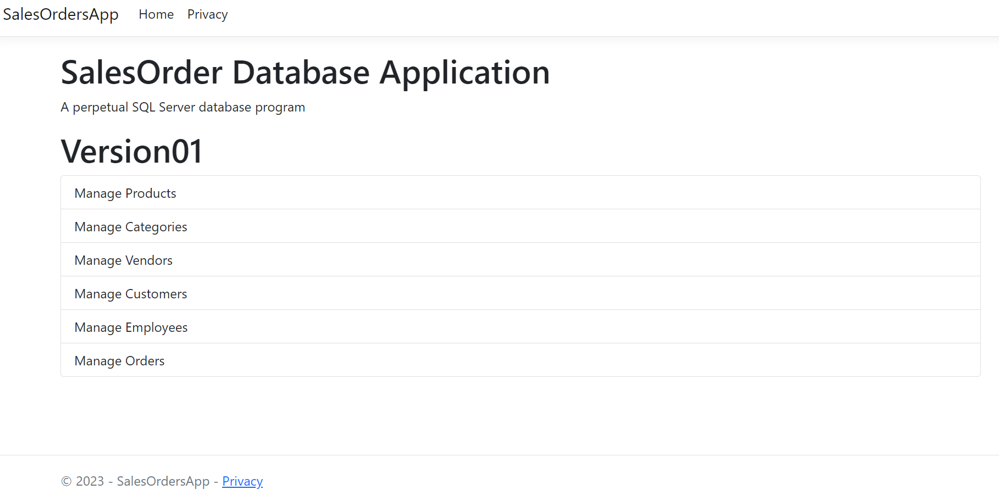 SalesOrdersApp Home Privacy
SalesOrder Database Application
A perpetual SQL Server database program
Version01
Manage Products
Manage Categories
Manage Vendors
Manage Customers
Manage Employees
Manage Orders
© 2023 - SalesOrdersApp - Privacy